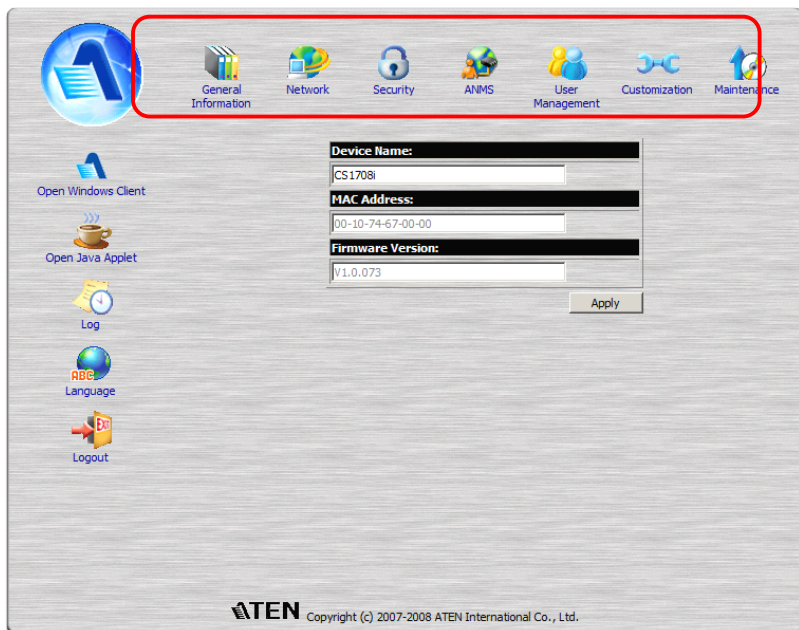 General Information
Network
Security
ANMS
User Management
Customization
Maintenance
Open Windows Client
Open Java Applet
Log
ABC
Language
EXIT
Logout
Device Name:
CS1708i
MAC Address:
00-10-74-67-00-00
Firmware Version:
V1.0.073
Apply
ATEN Copyright (c) 2007-2008 ATEN International Co., Ltd.